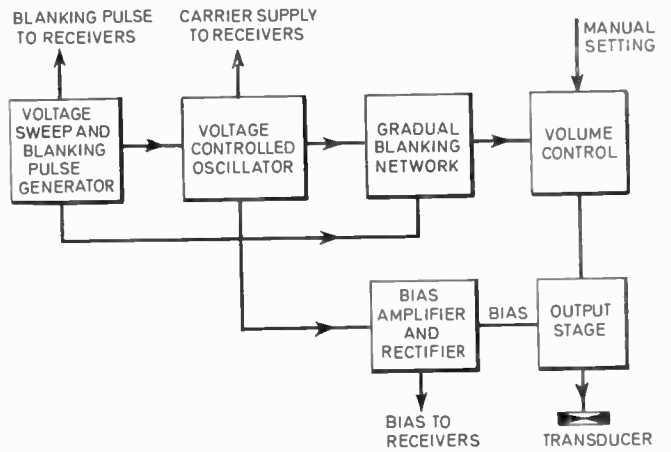 BLANKING PULSE
TO RECEIVERS
CARRIER SUPPLY
TO RECEIVERS
MANUAL
SETTING
VOLTAGE
SWEEP AND
BLANKING
PULSE
GENERATOR
VOLTAGE
CONTROLLED
OSCILLATOR
GRADUAL
BLANKING
NETWORK
VOLUME
CONTROL
BIAS
AMPLIFIER
AND
RECTIFIER
BIAS
OUTPUT
STAGE
BIAS TO
RECEIVERS
TRANSDUCER